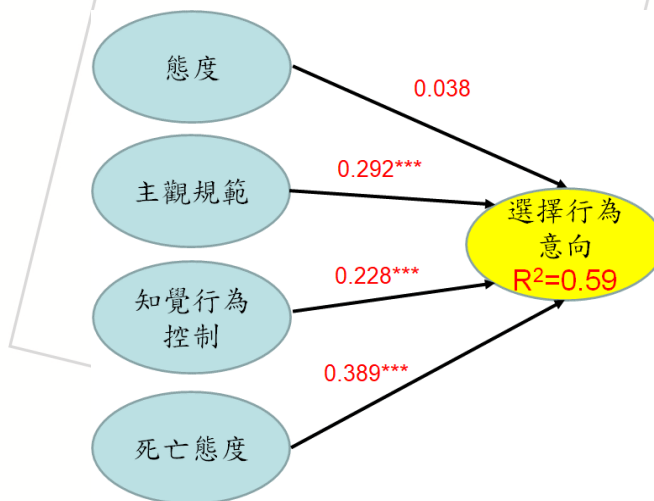 態度
0.038
主觀規範
0.292***
選擇行為
意向
R²=0.59
知覺行為
控制
0.228***
0.389***
死亡態度